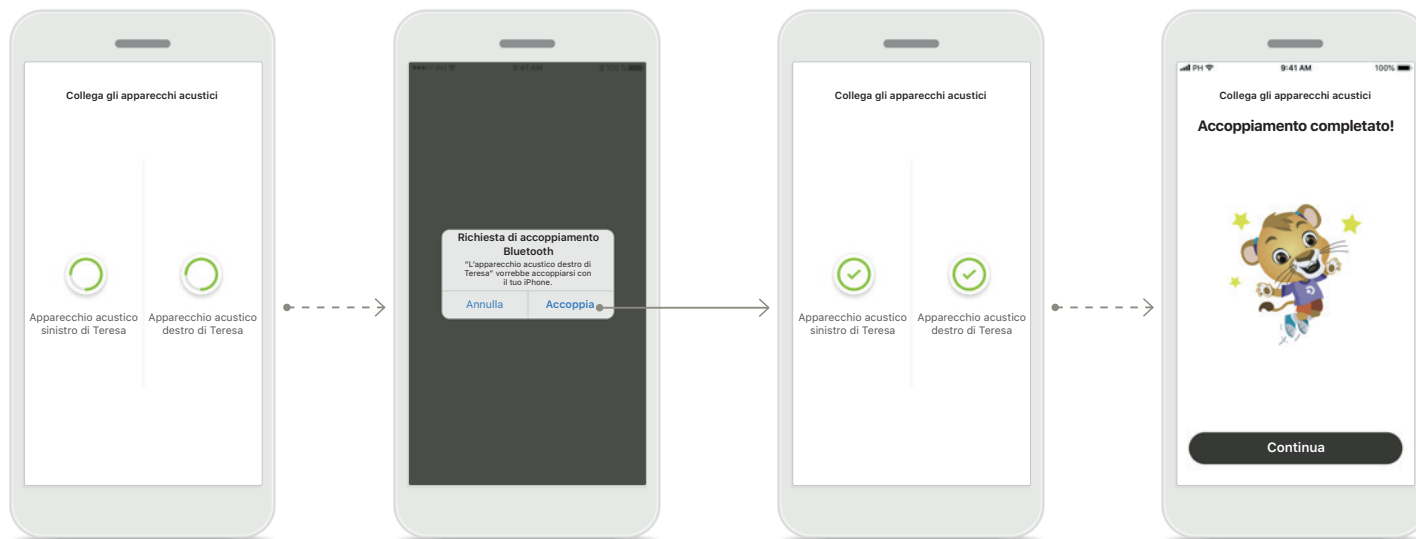 Collega gli apparecchi acustici
Apparecchio acustico
sinistro di Teresa
Apparecchio acustico
destro di Teresa
9:41 AM
100 %
Richiesta di accoppiamento
Bluetooth
"L'apparecchio acustico destro di
Teresa" vorrebbe accoppiarsi con
il tuo iPhone.
Annulla
Accoppia
Collega gli apparecchi acustici
Apparecchio acustico
sinistro di Teresa
Apparecchio acustico
destro di Teresa
PH 9:41 AM 100%
Collega gli apparecchi acustici
Accoppiamento completato!
Continua